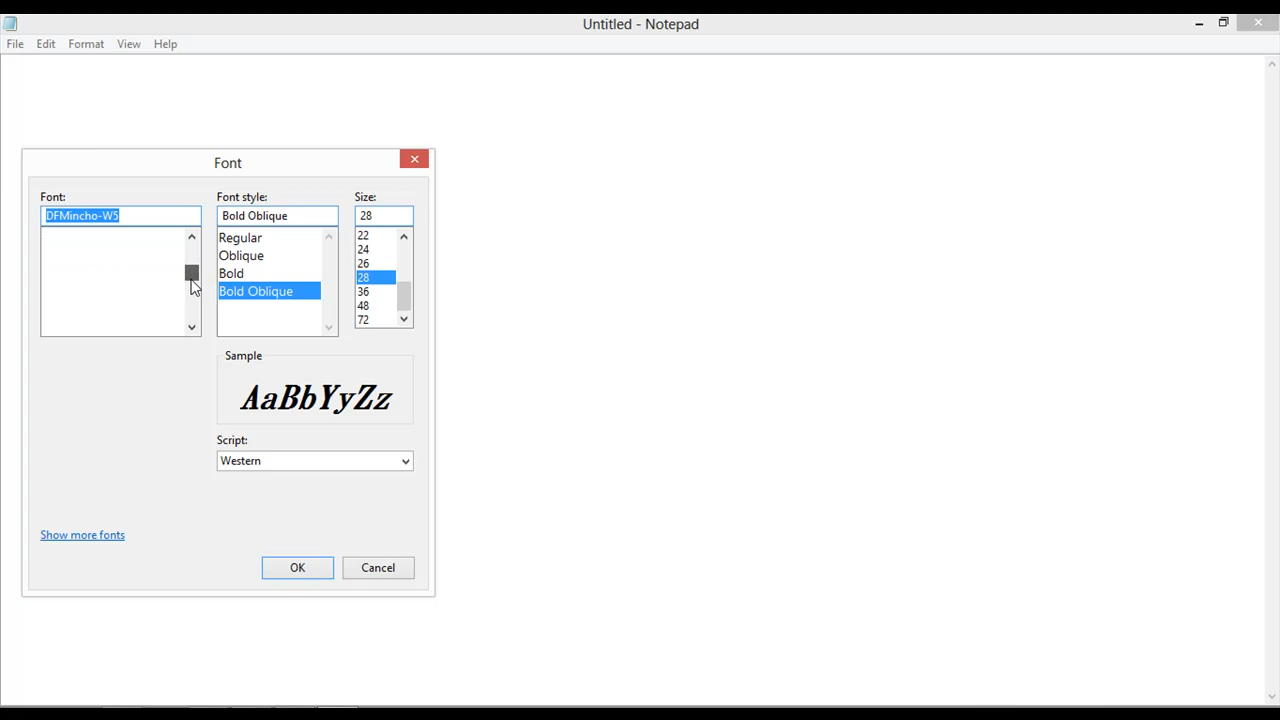 Untitled - Notepad
File Edit Format View Help
Font
Font: Font style: Size:
DFMincho-W5 Bold Oblique 28
Regular
Oblique
Bold
Bold Oblique
22
24
26
28
36
48
72
Sample
AaBbYyZz
Script:
Western
Show more fonts
OK Cancel